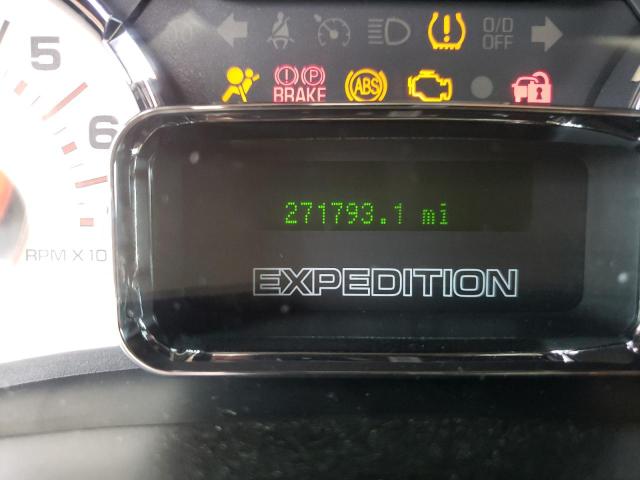 5
O/D
OFF
BRAKE
ABS
6
271793.1 mi
RPM X 10
EXPEDITION